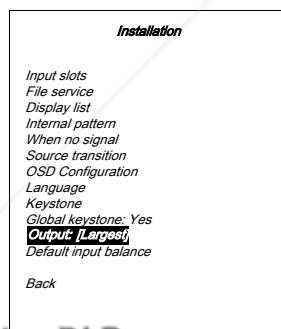 Installation
Input slots
File service
Display list
Internal pattern
When no signal
Source transition
OSD Configuration
Language
Keystone
Global keystone: Yes
Output: [Largest]
Default input balance
Back